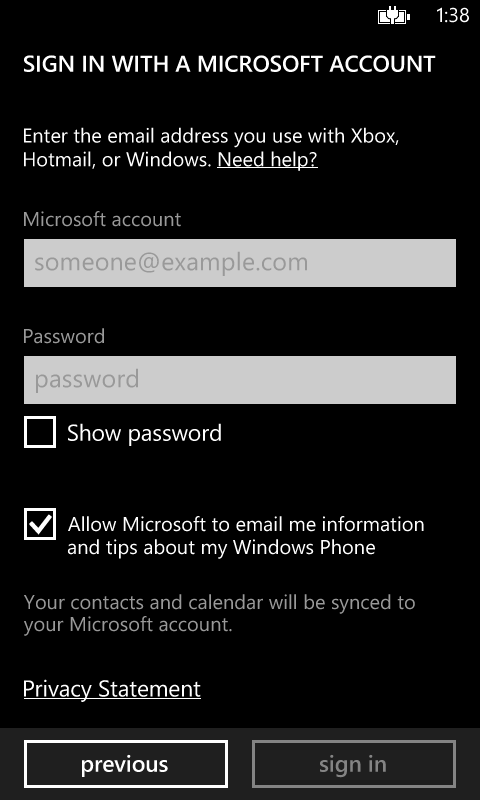 1:38
SIGN IN WITH A MICROSOFT ACCOUNT
Enter the email address you use with Xbox,
Hotmail, or Windows. Need help?
Microsoft account
someone@example.com
Password
password
Show password
Allow Microsoft to email me information
and tips about my Windows Phone
Your contacts and calendar will be synced to
your Microsoft account.
Privacy Statement
previous
sign in